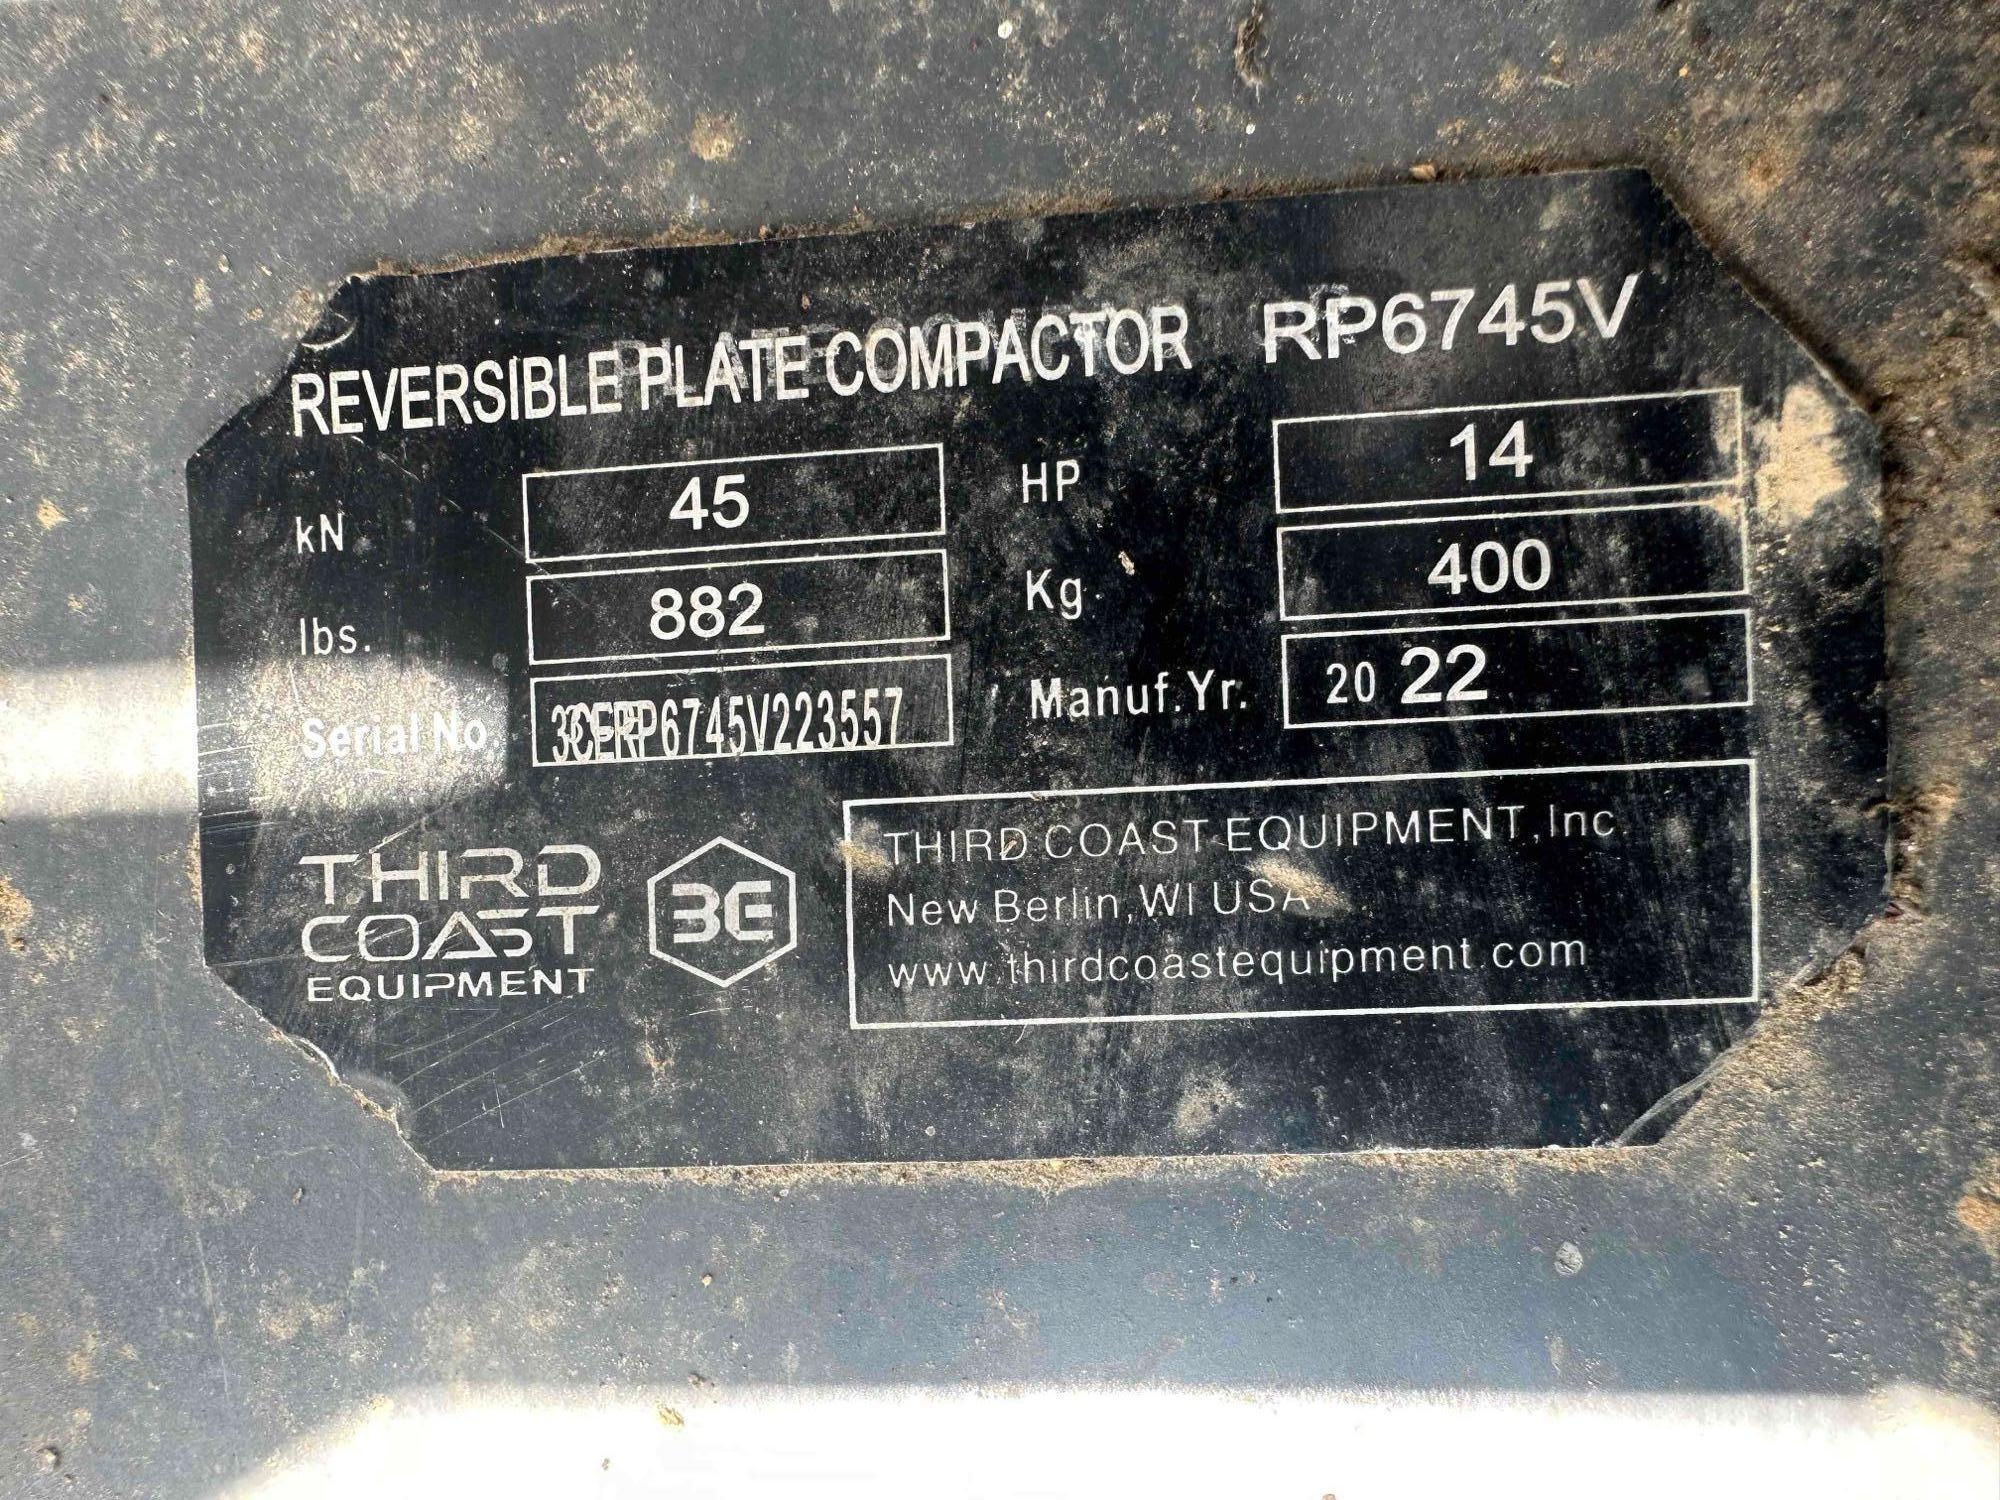 REVERSIBLE PLATE COMPACTOR RP6745V
kN 45 HP 14
lbs. 882 Kg 400
Serial No. 3CERP6745V223557 Manuf.Yr. 20 22
THIRD COAST EQUIPMENT
3E
THIRD COAST EQUIPMENT, Inc.
New Berlin, WI USA
www.thirdcoastequipment.com